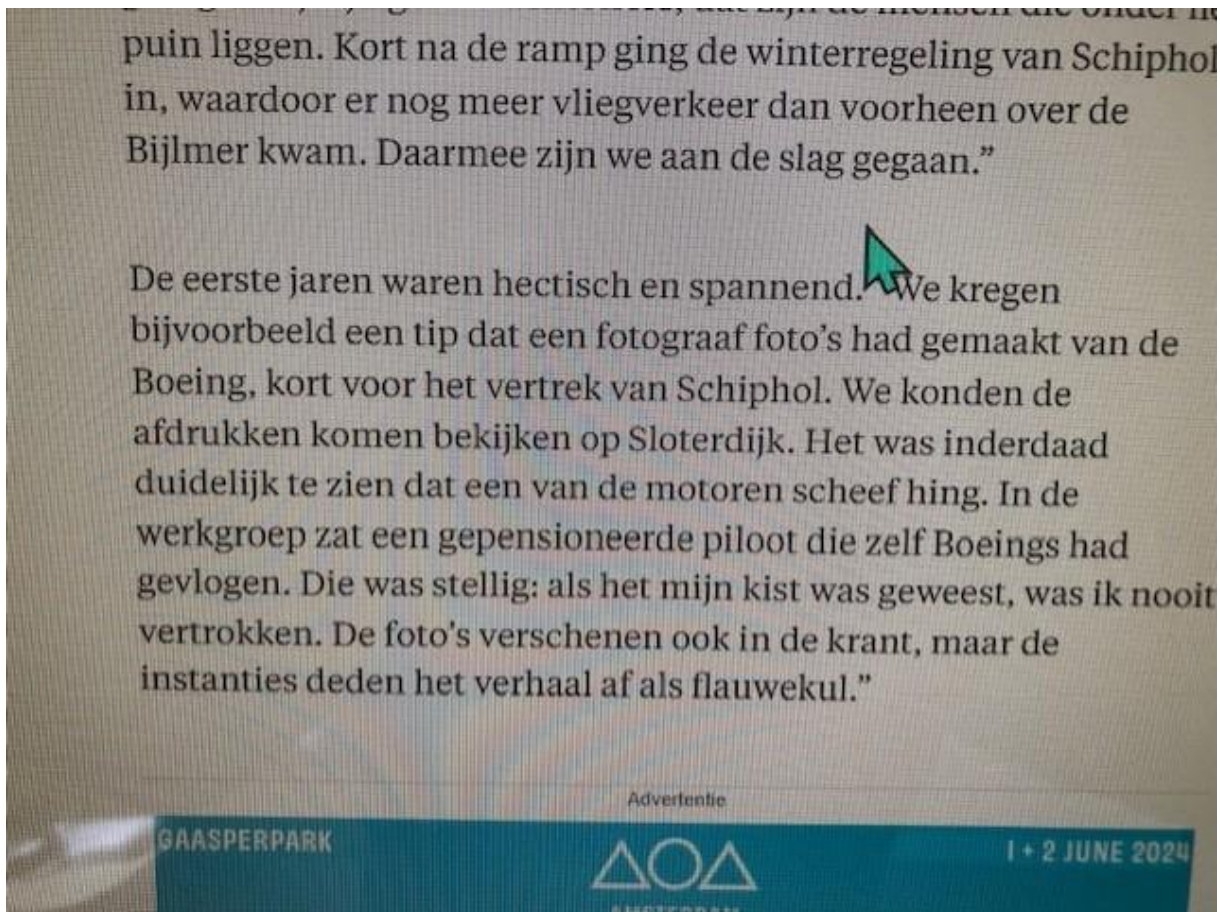 puin liggen. Kort na de ramp ging de winterregeling van Schiphol
in, waardoor er nog meer vliegverkeer dan voorheen over de
Bijlmer kwam. Daarmee zijn we aan de slag gegaan.”
De eerste jaren waren hectisch en spannend. We kregen
bijvoorbeeld een tip dat een fotograaf foto’s had gemaakt van de
Boeing, kort voor het vertrek van Schiphol. We konden de
afdrukken komen bekijken op Sloterdijk. Het was inderdaad
duidelijk te zien dat een van de motoren scheef hing. In de
werkgroep zat een gepensioneerde piloot die zelf Boeings had
gevlogen. Die was stellig: als het mijn kist was geweest, was ik nooit
vertrokken. De foto’s verschenen ook in de krant, maar de
instanties deden het verhaal af als flauwekul.”
Advertentie
GAASPERPARK
1 + 2 JUNE 2024